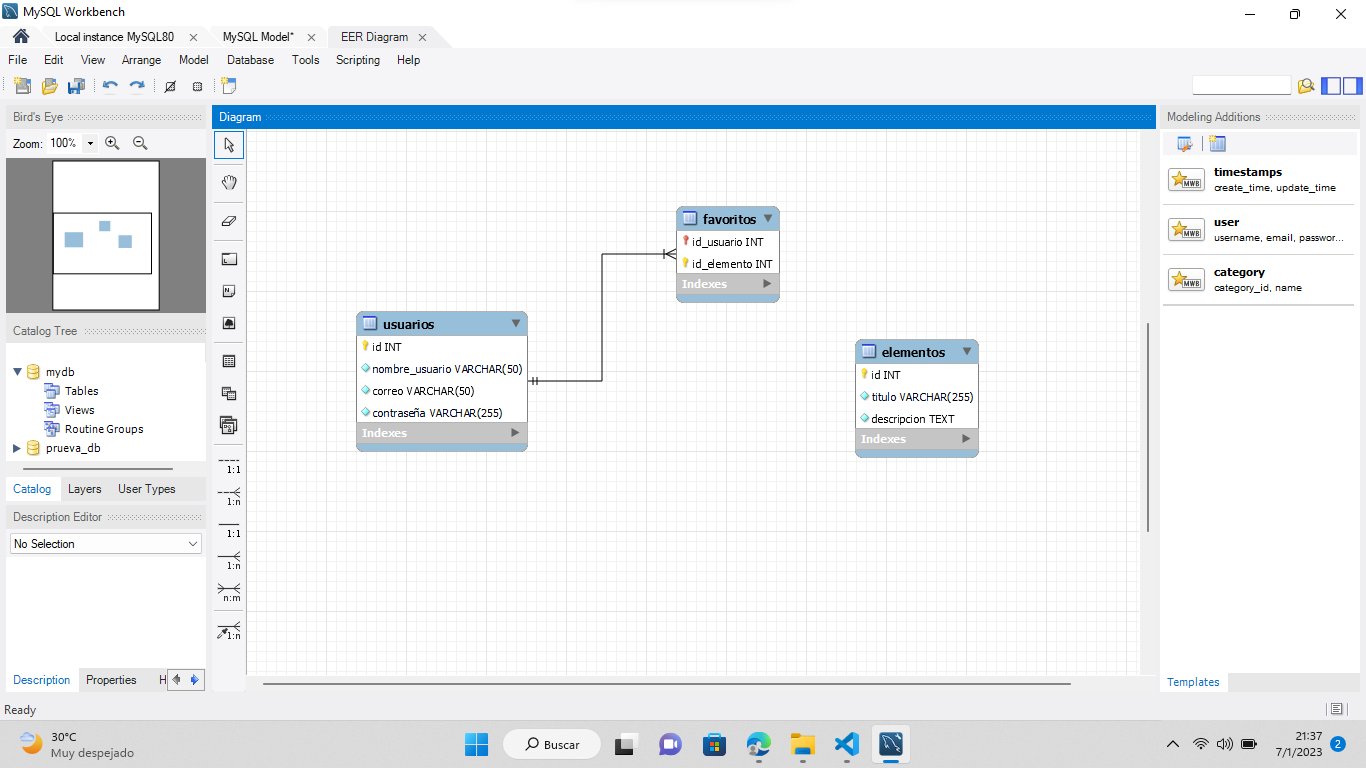 MySQL Workbench
Local instance MySQL80
MySQL Model*
EER Diagram
File Edit View Arrange Model Database Tools Scripting Help
Bird's Eye
Zoom: 100%
Diagram
Modeling Additions
timestamps
create_time, update_time
user
username, email, passwor...
category
category_id, name
favoritos
id_usuario INT
id_elemento INT
Indexes
usuarios
id INT
nombre_usuario VARCHAR(50)
correo VARCHAR(50)
contraseña VARCHAR(255)
Indexes
elementos
id INT
titulo VARCHAR(255)
descripcion TEXT
Indexes
Catalog Tree
mydb
Tables
Views
Routine Groups
prueva_db
Catalog Layers User Types
Description Editor
No Selection
1:1
1:n
1:1
1:n
n:m
1:n
Description Properties H
Templates
Ready
30°C
Muy despejado
Buscar
21:37
7/1/2023
2
MWB
MWB
MWB